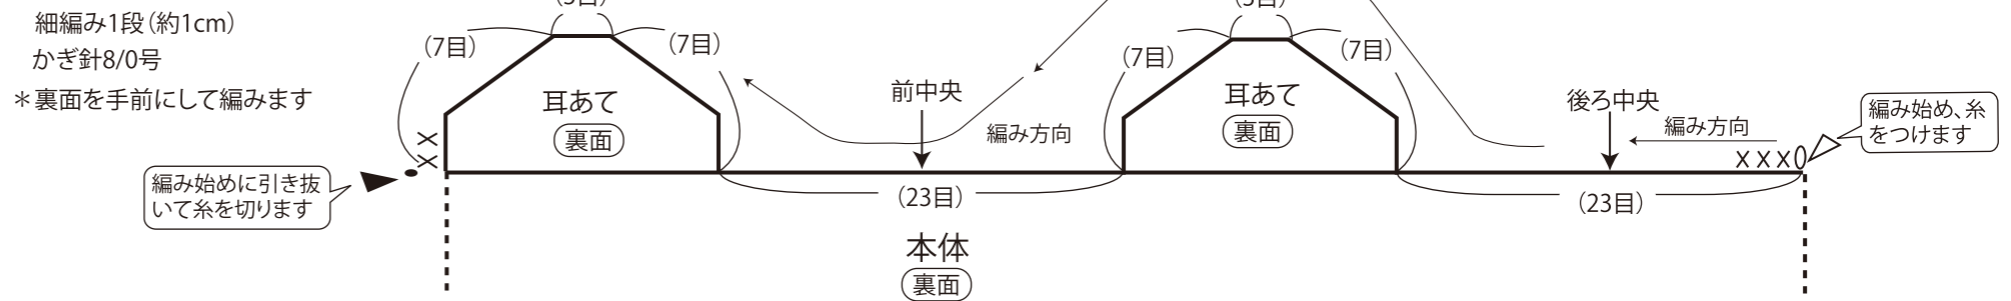 細編み1段（約1cm）
かぎ針8/0号
＊裏面を手前にして編みます
（7目）
（7目）
（7目）
（7目）
耳あて
裏面
前中央
編み方向
耳あて
裏面
後ろ中央
編み方向
編み始め、糸
をつけます
編み始めに引き抜
いて糸を切ります
（23目）
（23目）
本体
裏面